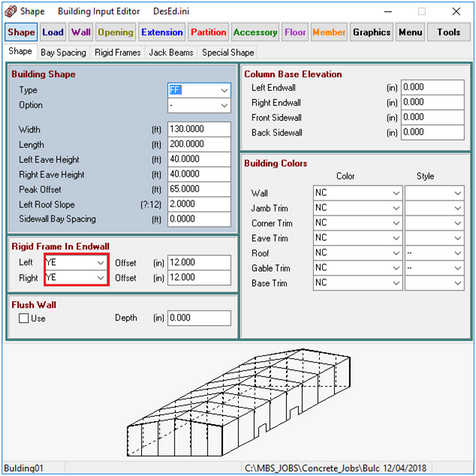 Shape Building Input Editor DesEd.ini
Shape Load Wall Opening Extension Partition Accessory Floor Member Graphics Menu Tools
Shape Bay Spacing Rigid Frames Jack Beams Special Shape
Building Shape
Type FF
Option -
Width (ft) 130.0000
Length (ft) 200.0000
Left Eave Height (ft) 40.0000
Right Eave Height (ft) 40.0000
Peak Offset (ft) 65.0000
Left Roof Slope (?:12) 2.0000
Sidewall Bay Spacing (ft) 0.0000
Rigid Frame In Endwall
Left YE Offset (in) 12.000
Right YE Offset (in) 12.000
Flush Wall
Use Depth (in) 0.000
Column Base Elevation
Left Endwall (in) 0.000
Right Endwall (in) 0.000
Front Sidewall (in) 0.000
Back Sidewall (in) 0.000
Building Colors
Color Style
Wall NC
Jamb Trim NC
Corner Trim NC
Eave Trim NC
Roof NC --
Gable Trim NC --
Base Trim NC
Building01 C:\MBS_JOBS\Concrete_Jobs\Builc 12/04/2018